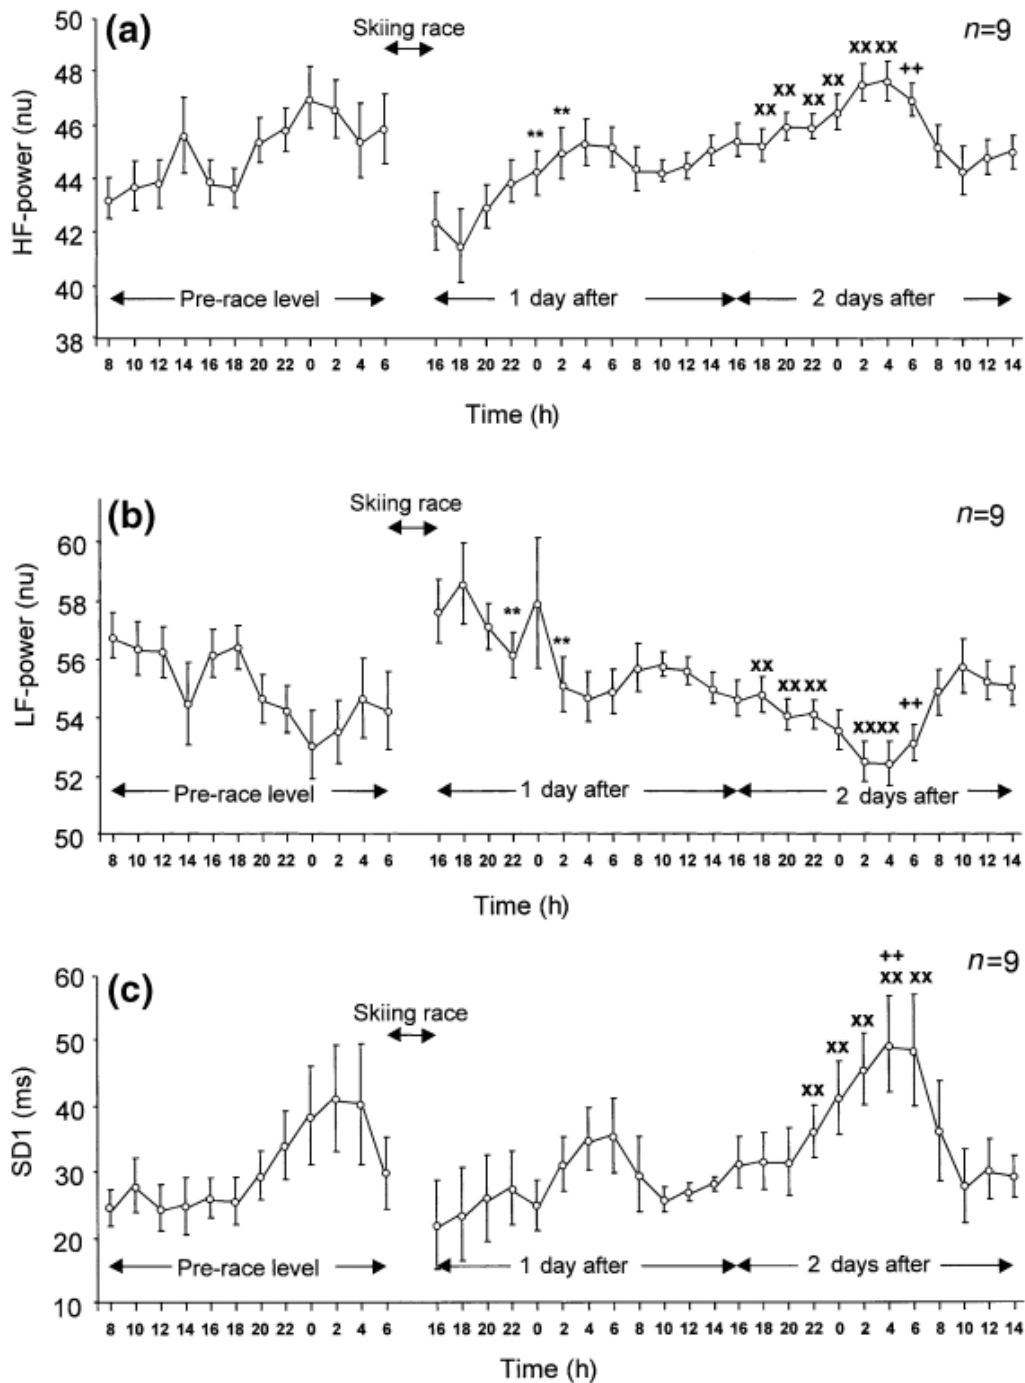 (a)
Skiing race
n=9
HF-power (nu)
50
48
46
44
42
40
38
** ** xx xx xx xx xx xx ++
Pre-race level 1 day after 2 days after
8 10 12 14 16 18 20 22 0 2 4 6 16 18 20 22 0 2 4 6 8 10 12 14 16 18 20 22 0 2 4 6 8 10 12 14
Time (h)
(b)
Skiing race
n=9
LF-power (nu)
60
58
56
54
52
50
** ** xx xx xx xxxx ++
Pre-race level 1 day after 2 days after
8 10 12 14 16 18 20 22 0 2 4 6 16 18 20 22 0 2 4 6 8 10 12 14 16 18 20 22 0 2 4 6 8 10 12 14
Time (h)
(c)
Skiing race
n=9
SD1 (ms)
60
50
40
30
20
10
++
xx xx xx xx xx
Pre-race level 1 day after 2 days after
8 10 12 14 16 18 20 22 0 2 4 6 16 18 20 22 0 2 4 6 8 10 12 14 16 18 20 22 0 2 4 6 8 10 12 14
Time (h)